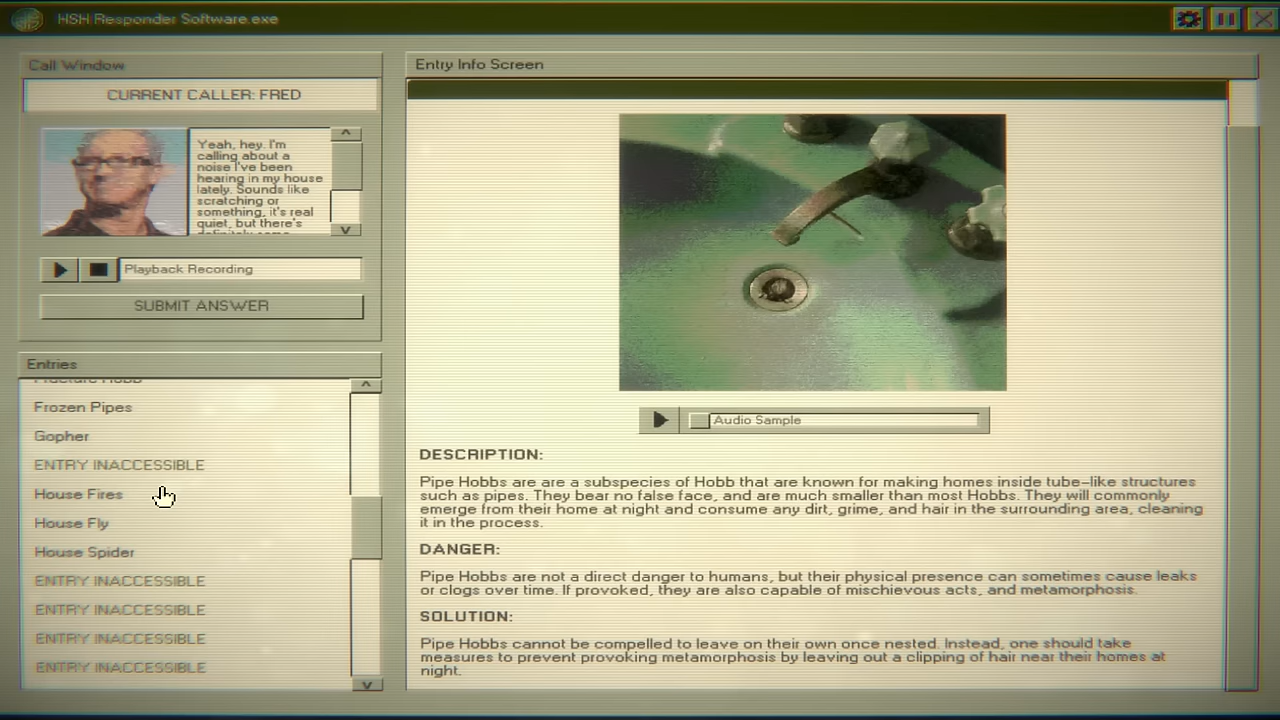 HSH Responder Software.exe
Call Window
CURRENT CALLER: FRED
Yeah, hey. I'm
calling about a
noise I've been
hearing in my house
lately. Sounds like
scratching or
something, it's real
quiet, but there's
Playback Recording
SUBMIT ANSWER
Entries
Fracture Hobb
Frozen Pipes
Gopher
ENTRY INACCESSIBLE
House Fires
House Fly
House Spider
ENTRY INACCESSIBLE
ENTRY INACCESSIBLE
ENTRY INACCESSIBLE
ENTRY INACCESSIBLE
Entry Info Screen
Audio Sample
DESCRIPTION:
Pipe Hobbs are are a subspecies of Hobb that are known for making homes inside tube-like structures
such as pipes. They bear no false face, and are much smaller than most Hobbs. They will commonly
emerge from their home at night and consume any dirt, grime, and hair in the surrounding area, cleaning
it in the process.
DANGER:
Pipe Hobbs are not a direct danger to humans, but their physical presence can sometimes cause leaks
or clogs over time. If provoked, they are also capable of mischievous acts, and metamorphosis.
SOLUTION:
Pipe Hobbs cannot be compelled to leave on their own once nested. Instead, one should take
measures to prevent provoking metamorphosis by leaving out a clipping of hair near their homes at
night.